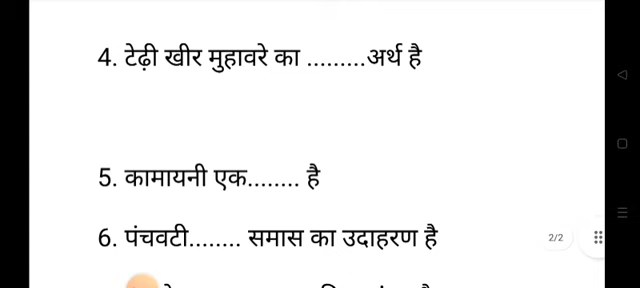 4. टेढ़ी खीर मुहावरे का .........अर्थ है
5. कामायनी एक........ है
6. पंचवटी........ समास का उदाहरण है
2/2